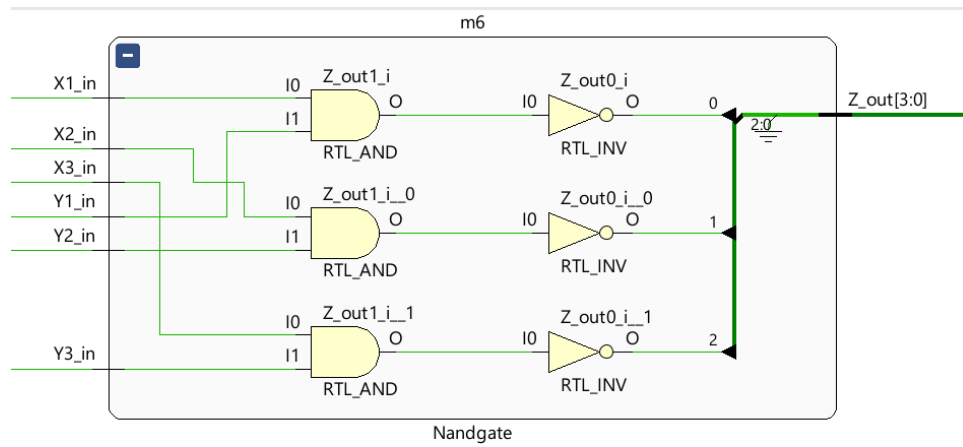 m6
X1_in
I0
Z_out1_i
O
I1
RTL_AND
I0
Z_out0_i
O
RTL_INV
0
2:0
Z_out[3:0]
X2_in
X3_in
Y1_in
Y2_in
I0
Z_out1_i__0
O
I1
RTL_AND
I0
Z_out0_i__0
O
RTL_INV
1
Y3_in
I0
Z_out1_i__1
O
I1
RTL_AND
I0
Z_out0_i__1
O
RTL_INV
2
Nandgate